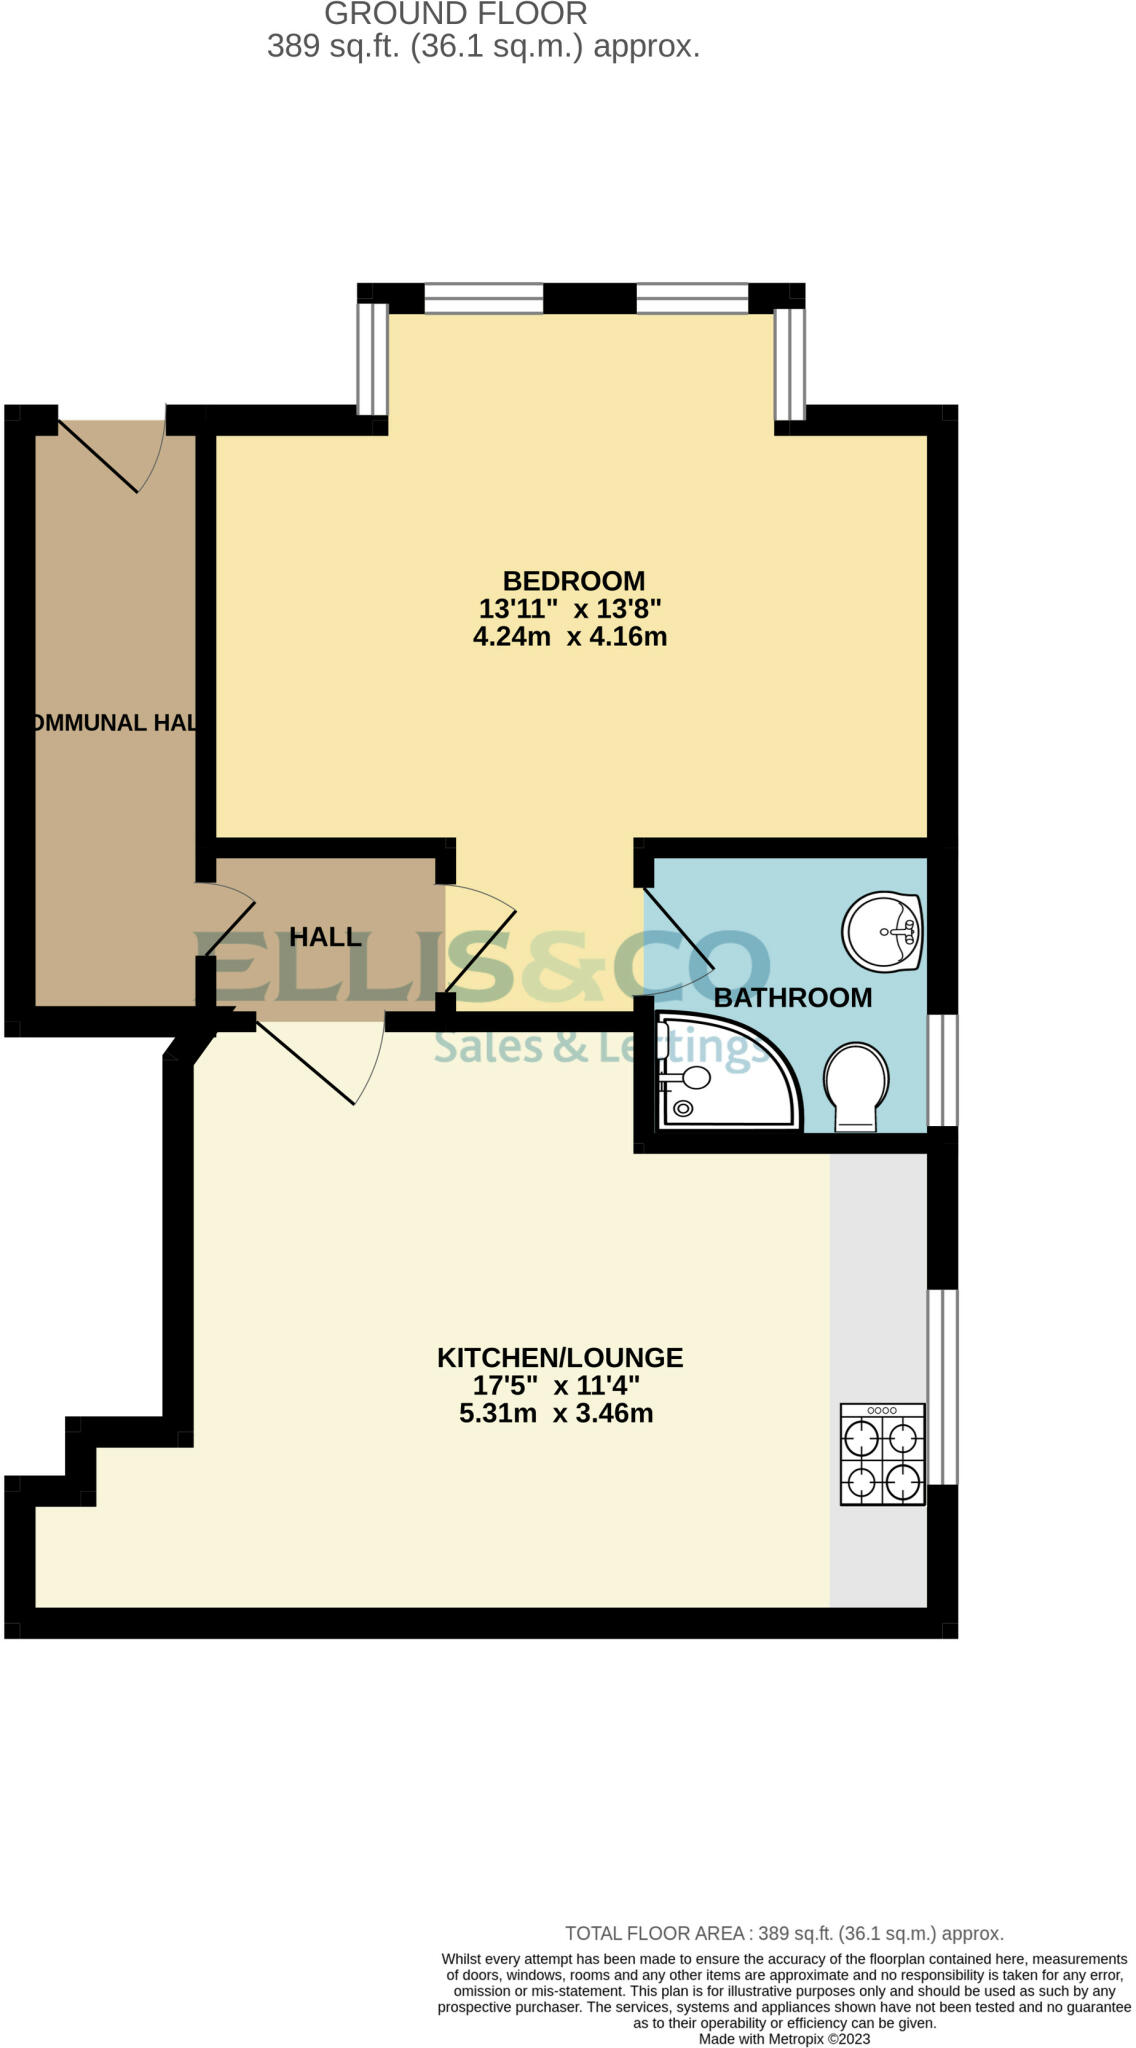 GROUND FLOOR
389 sq.ft. (36.1 sq.m.) approx.
BEDROOM
13'11" x 13'8"
4.24m x 4.16m
OMMUNAL HAL
HALL
ELLIS&CO
BATHROOM
Sales & Lettings
KITCHEN/LOUNGE
17'5" x 11'4"
5.31m x 3.46m
TOTAL FLOOR AREA : 389 sq.ft. (36.1 sq.m.) approx.
Whilst every attempt has been made to ensure the accuracy of the floorplan contained here, measurements
of doors, windows, rooms and any other items are approximate and no responsibility is taken for any error,
omission or mis-statement. This plan is for illustrative purposes only and should be used as such by any
prospective purchaser. The services, systems and appliances shown have not been tested and no guarantee
as to their operability or efficiency can be given.
Made with Metropix ©2023